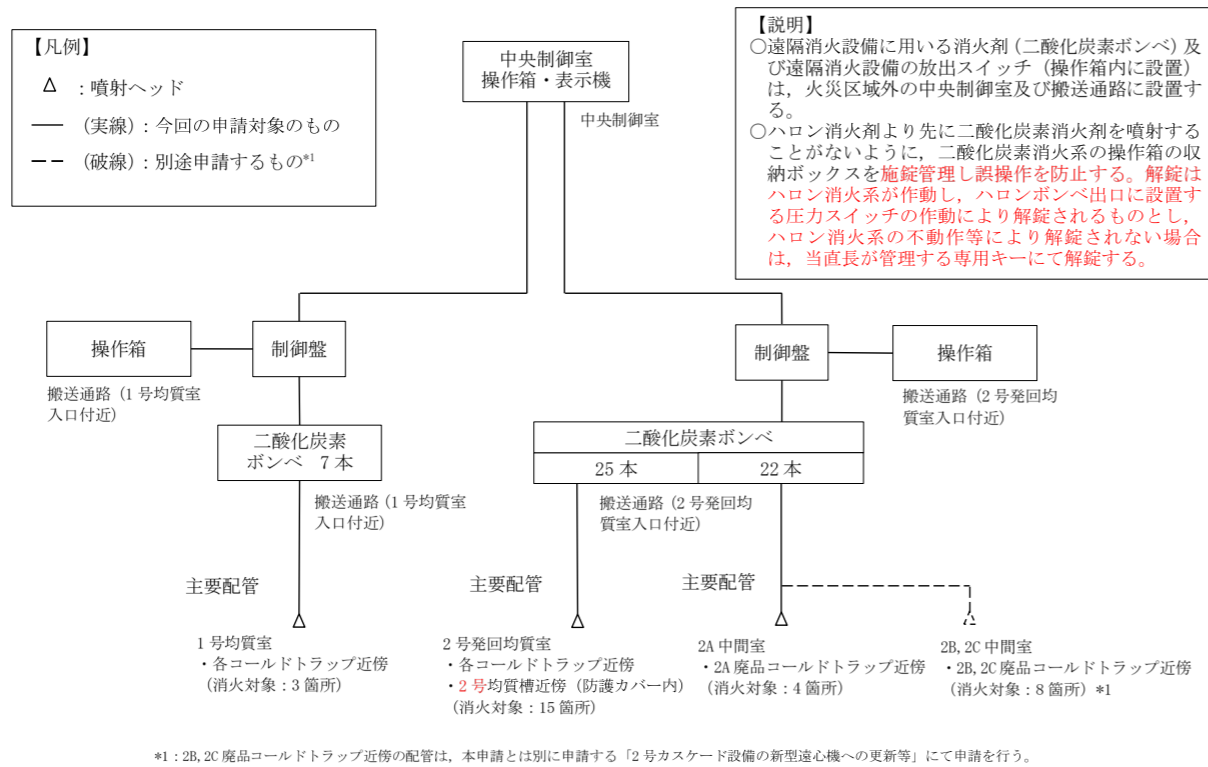 【凡例】
△ ：噴射ヘッド
―― (実線)：今回の申請対象のもの
－－ (破線)：別途申請するもの*1
中央制御室
操作箱・表示機
中央制御室
【説明】
○遠隔消火設備に用いる消火剤（二酸化炭素ボンベ）及
び遠隔消火設備の放出スイッチ（操作箱内に設置）
は，火災区域外の中央制御室及び搬送通路に設置す
る。
○ハロン消火剤より先に二酸化炭素消火剤を噴射する
ことがないように，二酸化炭素消火系の操作箱の収
納ボックスを施錠管理し誤操作を防止する。解錠は
ハロン消火系が作動し，ハロンボンベ出口に設置す
る圧力スイッチの作動により解錠されるものとし，
ハロン消火系の不動作等により解錠されない場合
は，当直長が管理する専用キーにて解錠する。
操作箱
搬送通路（1号均質室
入口付近）
制御盤
制御盤
操作箱
搬送通路（2号発回均
質室入口付近）
二酸化炭素
ボンベ　7本
搬送通路（1号均質室
入口付近）
二酸化炭素ボンベ
25本
22本
搬送通路（2号発回均
質室入口付近）
主要配管
主要配管
主要配管
1号均質室
・各コールドトラップ近傍
（消火対象：3箇所）
2号発回均質室
・各コールドトラップ近傍
・2号均質槽近傍（防護カバー内）
（消火対象：15箇所）
2A中間室
・2A廃品コールドトラップ近傍
（消火対象：4箇所）
2B,2C中間室
・2B,2C廃品コールドトラップ近傍
（消火対象：8箇所）*1
*1：2B,2C廃品コールドトラップ近傍の配管は，本申請とは別に申請する「2号カスケード設備の新型遠心機への更新等」にて申請を行う。